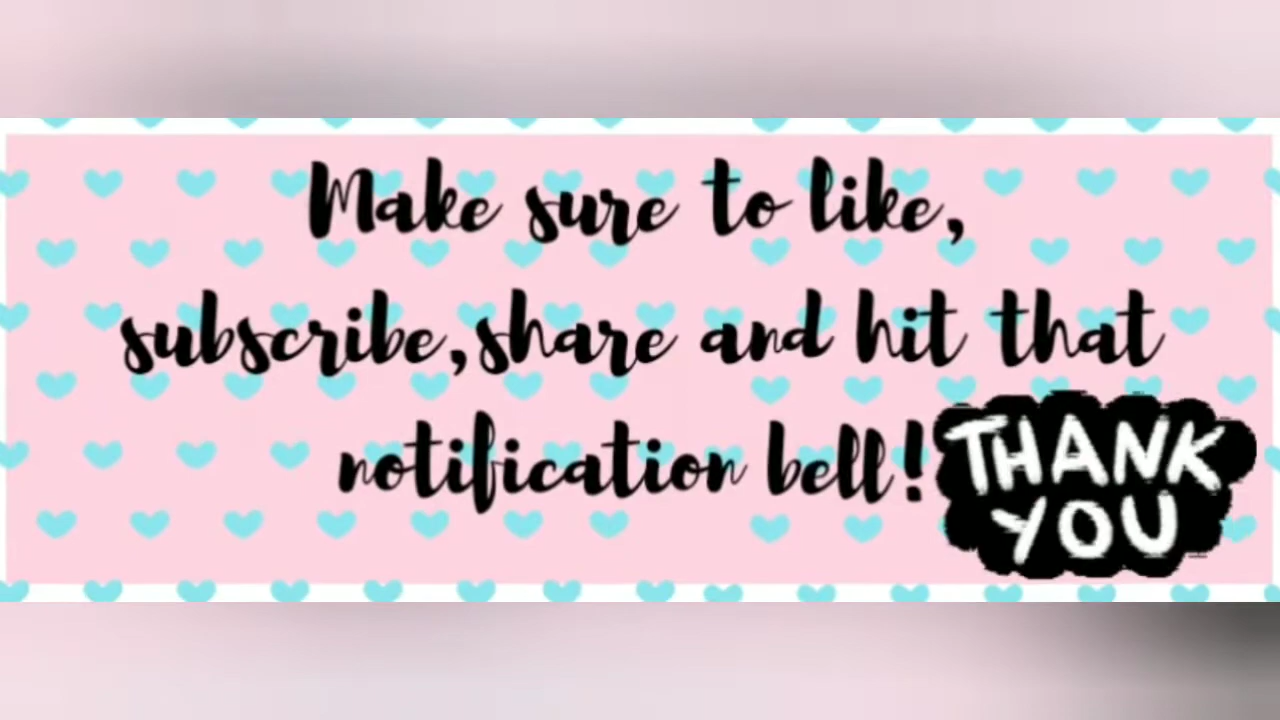 Make sure to like,
subscribe,share and hit that
notification bell!
THANK
YOU